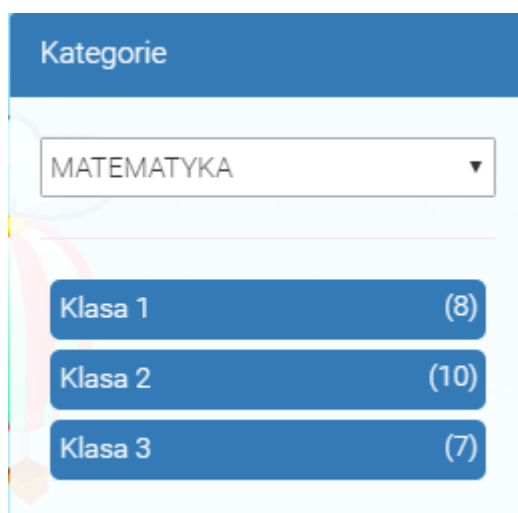 Kategorie
MATEMATYKA
Klasa 1 (8)
Klasa 2 (10)
Klasa 3 (7)